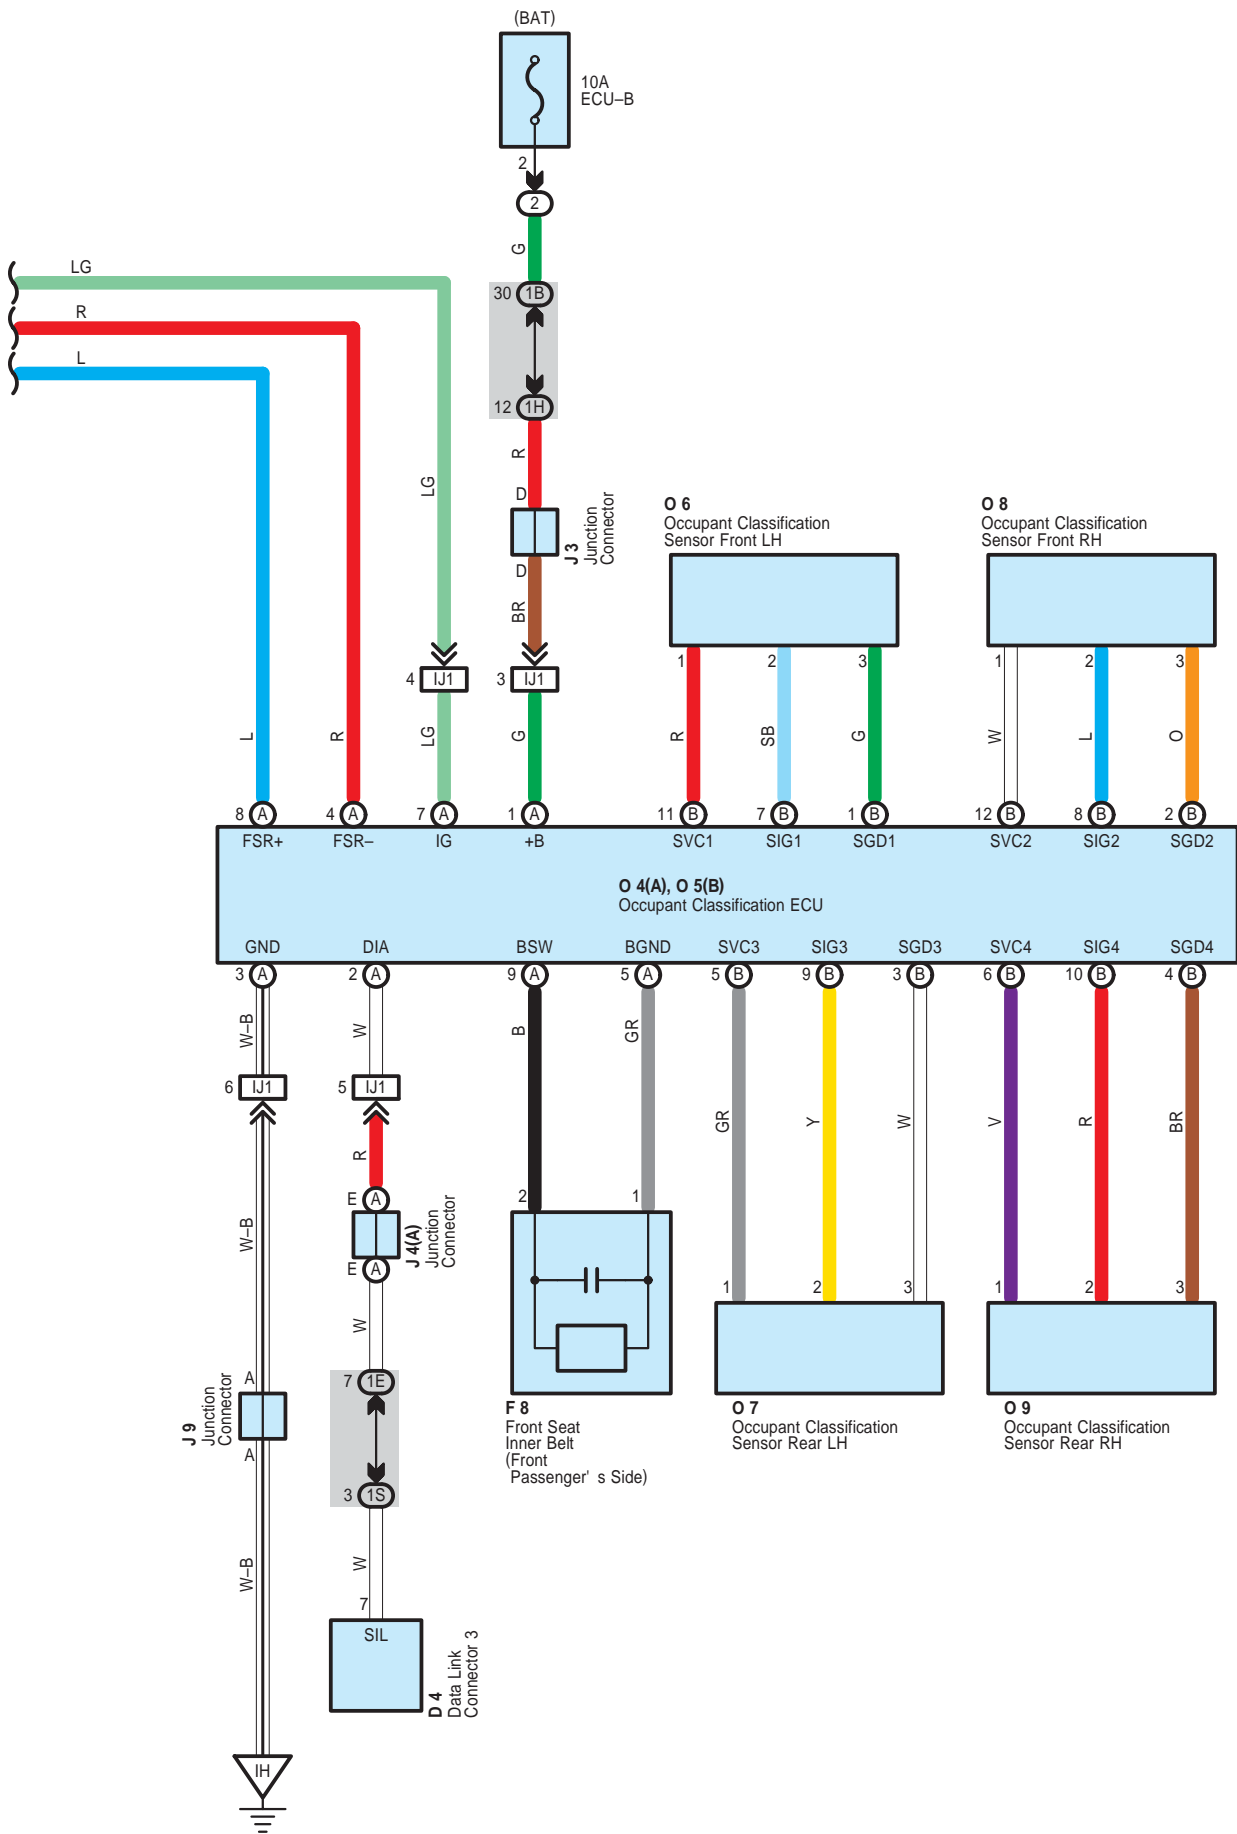 (BAT)
10A
ECU–B
2
2
G
30 1B
12 1H
R
D
J 3
Junction
Connector
D
BR
3 IJ1
G
LG
R
L
LG
4 IJ1
LG
L
R
O 6
Occupant Classification
Sensor Front LH
1 2 3
R SB G
O 8
Occupant Classification
Sensor Front RH
1 2 3
W L O
8 A 4 A 7 A 1 A 11 B 7 B 1 B 12 B 8 B 2 B
FSR+ FSR– IG +B SVC1 SIG1 SGD1 SVC2 SIG2 SGD2
O 4(A), O 5(B)
Occupant Classification ECU
GND DIA BSW BGND SVC3 SIG3 SGD3 SVC4 SIG4 SGD4
3 A 2 A 9 A 5 A 5 B 9 B 3 B 6 B 10 B 4 B
W–B W B GR
GR Y W V R BR
6 IJ1 5 IJ1
R
E A
J 4(A)
Junction
Connector
E A
W–B
W
2 1
1 2 3
1 2 3
7 1E
A
J 9
Junction
Connector
A
3 1S
F 8
Front Seat
Inner Belt
(Front
Passenger' s Side)
O 7
Occupant Classification
Sensor Rear LH
O 9
Occupant Classification
Sensor Rear RH
W–B
W
7
SIL
D 4
Data Link
Connector 3
IH